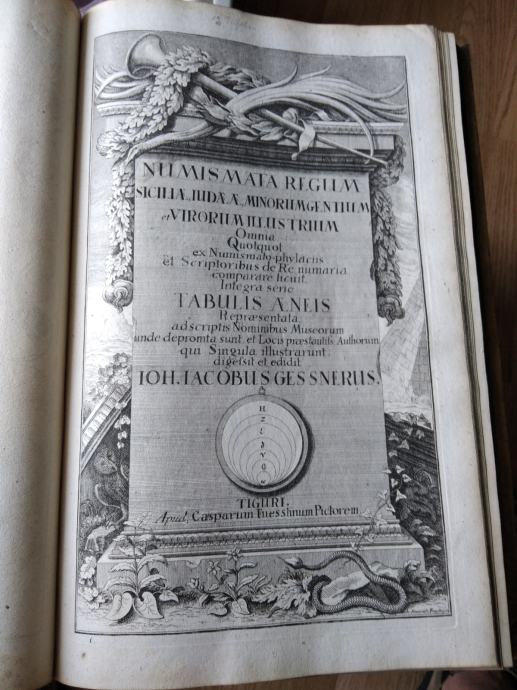 NUMISMATA REGUM
SICILIÆ, IUDÆÆ, MINORUM GENTIUM
et VIRORUM ILLUSTRIUM
Omnia
Quotquot
ex Numismato-phylaciis
et Scriptoribus de Re numaria
comparare licuit.
Integra serie
TABULIS ÆNEIS
Repræsentata
adscriptis Nominibus Museorum
unde depromta sunt, et Locis præstantiss. Authorum
qui Singula illustrarunt
digessit et edidit
IOH. IACOBUS GESSNERUS.
TIGURI.
Apud Casparum Fuesslinum Pictorem